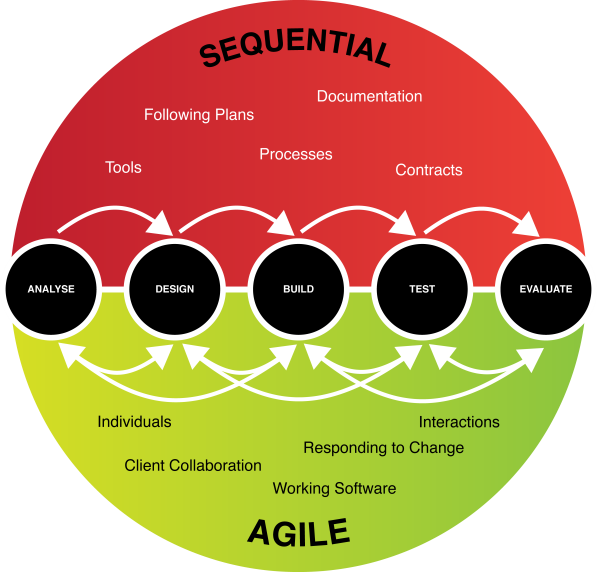 SEQUENTIAL
Documentation
Following Plans
Processes
Tools
Contracts
ANALYSE
DESIGN
BUILD
TEST
EVALUATE
Individuals
Interactions
Responding to Change
Client Collaboration
Working Software
AGILE